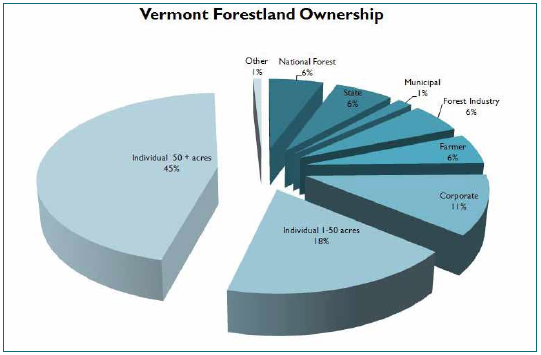 Vermont Forestland Ownership
Other
1%
National Forest
6%
State
6%
Municipal
1%
Forest Industry
6%
Farmer
6%
Corporate
11%
Individual 1-50 acres
18%
Individual 50 + acres
45%